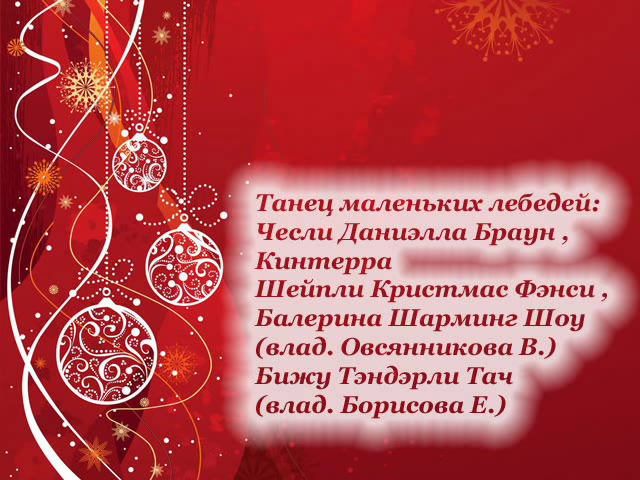 Танец маленьких лебедей:
Чесли Даниэлла Браун ,
Кинтерра
Шейпли Кристмас Фэнси ,
Балерина Шарминг Шоу
(влад. Овсянникова В.)
Бижу Тэндэрли Тач
(влад. Борисова Е.)